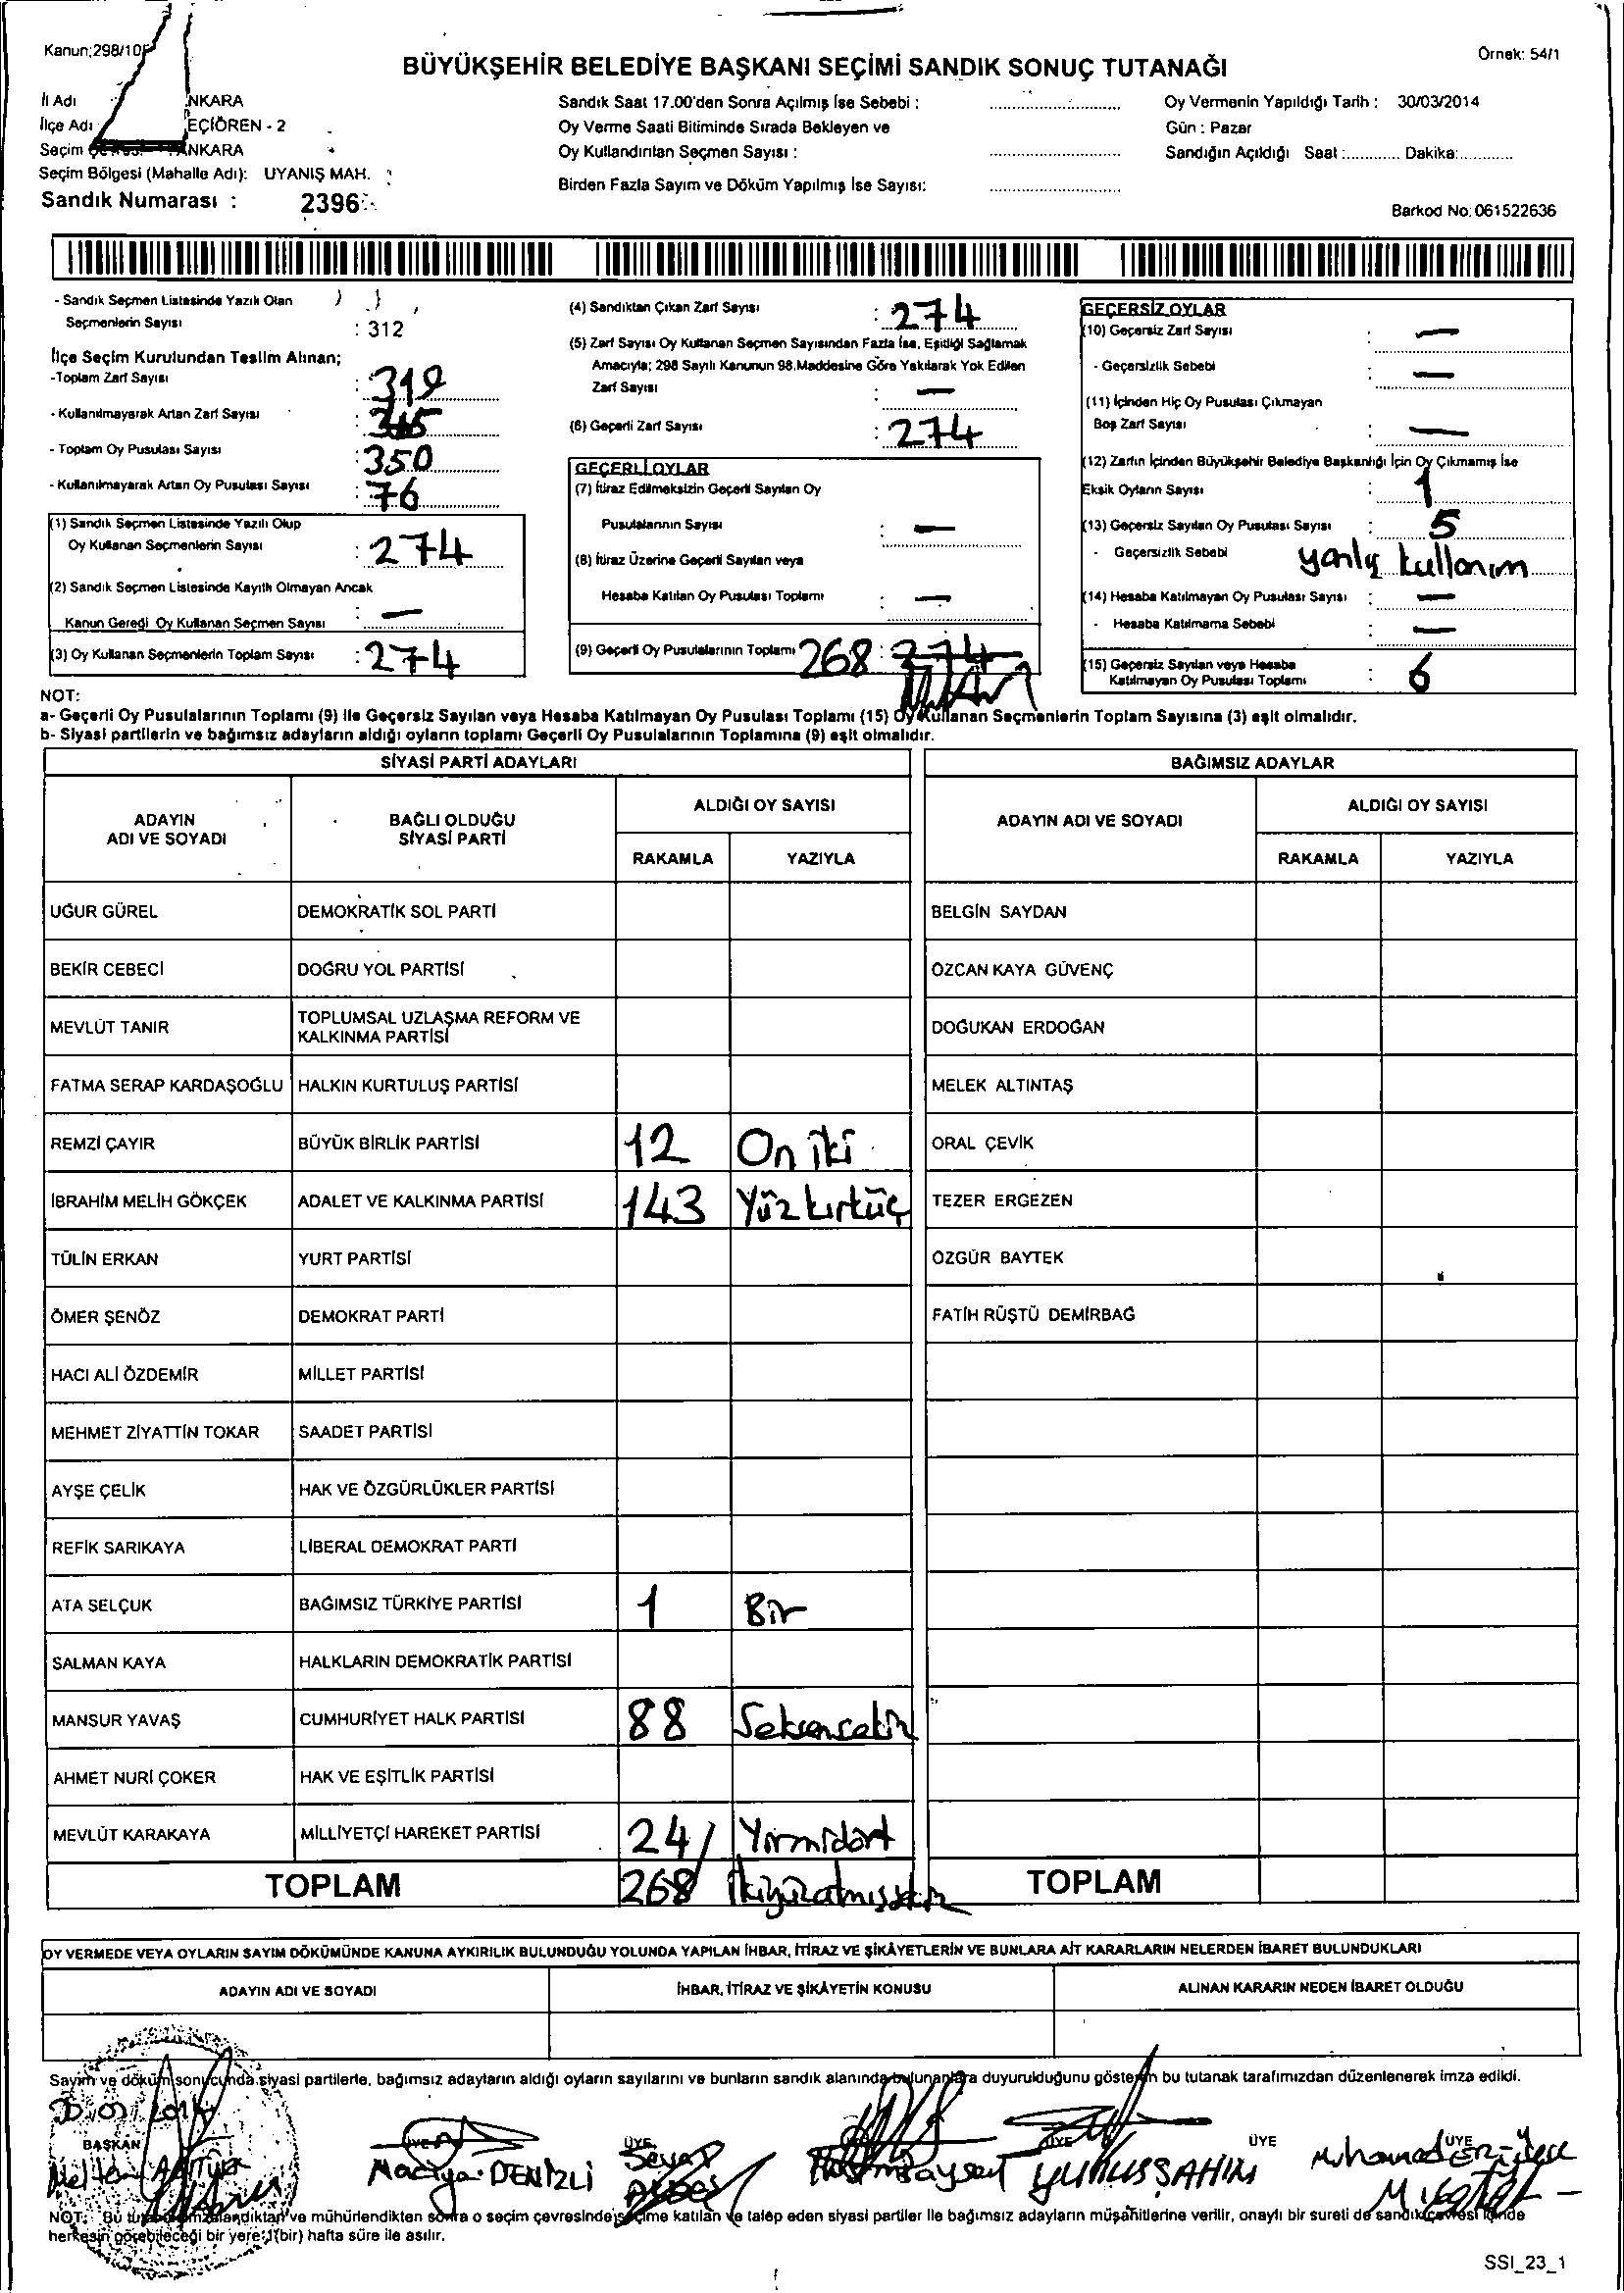 Kanun;298/105
Örnek: 54/1
BÜYÜKŞEHİR BELEDİYE BAŞKANI SEÇİMİ SANDIK SONUÇ TUTANAĞI
İl Adı NKARA
İlçe Adı EÇİÖREN - 2
Seçim ANKARA
Seçim Bölgesi (Mahalle Adı): UYANIŞ MAH.
Sandık Numarası : 2396
Sandık Saat 17.00'den Sonra Açılmış İse Sebebi :
Oy Verme Saati Bitiminde Sırada Bekleyen ve
Oy Kullandırılan Seçmen Sayısı :
Birden Fazla Sayım ve Döküm Yapılmış İse Sayısı:
Oy Vermenin Yapıldığı Tarih : 30/03/2014
Gün : Pazar
Sandığın Açıldığı Saat :............ Dakika:............
Barkod No: 061522636
- Sandık Seçmen Listesinde Yazılı Olan
Seçmenlerin Sayısı : 312
İlçe Seçim Kurulundan Teslim Alınan;
-Toplam Zarf Sayısı :
- Kullanılmayarak Artan Zarf Sayısı
- Toplam Oy Pusulası Sayısı : 350
- Kullanılmayarak Artan Oy Pusulası Sayısı : 76
(1) Sandık Seçmen Listesinde Yazılı Olup
Oy Kullanan Seçmenlerin Sayısı : 274
(2) Sandık Seçmen Listesinde Kayıtlı Olmayan Ancak
Kanun Gereği Oy Kullanan Seçmen Sayısı : —
(3) Oy Kullanan Seçmenlerin Toplam Sayısı : 274
(4) Sandıktan Çıkan Zarf Sayısı : 274
(5) Zarf Sayısı Oy Kullanan Seçmen Sayısından Fazla İse, Eşitliği Sağlamak
Amacıyla; 298 Sayılı Kanunun 98.Maddesine Göre Yakılarak Yok Edilen
Zarf Sayısı : —
(6) Geçerli Zarf Sayısı : 274
GEÇERLİ OYLAR
(7) İtiraz Edilmeksizin Geçerli Sayılan Oy
Pusulalarının Sayısı : —
(8) İtiraz Üzerine Geçerli Sayılan veya
Hesaba Katılan Oy Pusulası Toplamı : —
(9) Geçerli Oy Pusulalarının Toplamı 268 : 274
GEÇERSİZ OYLAR
(10) Geçersiz Zarf Sayısı : —
- Geçersizlik Sebebi —
(11) İçinden Hiç Oy Pusulası Çıkmayan
Boş Zarf Sayısı : —
(12) Zarfın İçinden Büyükşehir Belediye Başkanlığı İçin Oy Çıkmamış İse
Eksik Oyların Sayısı : 1
(13) Geçersiz Sayılan Oy Pusulası Sayısı : 5
- Geçersizlik Sebebi yanlış kullanım
(14) Hesaba Katılmayan Oy Pusulası Sayısı : —
- Hesaba Katılmama Sebebi —
(15) Geçersiz Sayılan veya Hesaba
Katılmayan Oy Pusulası Toplamı : 6
NOT:
a- Geçerli Oy Pusulalarının Toplamı (9) ile Geçersiz Sayılan veya Hesaba Katılmayan Oy Pusulası Toplamı (15) Oy Kullanan Seçmenlerin Toplam Sayısına (3) eşit olmalıdır.
b- Siyasi partilerin ve bağımsız adayların aldığı oyların toplamı Geçerli Oy Pusulalarının Toplamına (9) eşit olmalıdır.
SİYASİ PARTİ ADAYLARI
BAĞIMSIZ ADAYLAR
ADAYIN ADI VE SOYADI
BAĞLI OLDUĞU SİYASİ PARTİ
ALDIĞI OY SAYISI
RAKAMLA YAZIYLA
ADAYIN ADI VE SOYADI
ALDIĞI OY SAYISI
RAKAMLA YAZIYLA
UĞUR GÜREL DEMOKRATİK SOL PARTİ BELGİN SAYDAN
BEKİR CEBECİ DOĞRU YOL PARTİSİ ÖZCAN KAYA GÜVENÇ
MEVLÜT TANIR TOPLUMSAL UZLAŞMA REFORM VE KALKINMA PARTİSİ DOĞUKAN ERDOĞAN
FATMA SERAP KARDAŞOĞLU HALKIN KURTULUŞ PARTİSİ MELEK ALTINTAŞ
REMZİ ÇAYIR BÜYÜK BİRLİK PARTİSİ 12 On iki ORAL ÇEVİK
İBRAHİM MELİH GÖKÇEK ADALET VE KALKINMA PARTİSİ 143 Yüz kırküç TEZER ERGEZEN
TÜLİN ERKAN YURT PARTİSİ ÖZGÜR BAYTEK
ÖMER ŞENÖZ DEMOKRAT PARTİ FATİH RÜŞTÜ DEMİRBAĞ
HACI ALİ ÖZDEMİR MİLLET PARTİSİ
MEHMET ZİYATTİN TOKAR SAADET PARTİSİ
AYŞE ÇELİK HAK VE ÖZGÜRLÜKLER PARTİSİ
REFİK SARIKAYA LİBERAL DEMOKRAT PARTİ
ATA SELÇUK BAĞIMSIZ TÜRKİYE PARTİSİ 1 Bir
SALMAN KAYA HALKLARIN DEMOKRATİK PARTİSİ
MANSUR YAVAŞ CUMHURİYET HALK PARTİSİ 88 Seksensekiz
AHMET NURİ ÇOKER HAK VE EŞİTLİK PARTİSİ
MEVLÜT KARAKAYA MİLLİYETÇİ HAREKET PARTİSİ 24 Yirmidört
TOPLAM 268 İkiyüzatmışsekiz TOPLAM
OY VERMEDE VEYA OYLARIN SAYIM DÖKÜMÜNDE KANUNA AYKIRILIK BULUNDUĞU YOLUNDA YAPILAN İHBAR, İTİRAZ VE ŞİKÂYETLERİN VE BUNLARA AİT KARARLARIN NELERDEN İBARET BULUNDUKLARI
ADAYIN ADI VE SOYADI İHBAR, İTİRAZ VE ŞİKÂYETİN KONUSU ALINAN KARARIN NEDEN İBARET OLDUĞU
Sayım ve döküm sonucunda siyasi partilerle, bağımsız adayların aldığı oyların sayılarını ve bunların sandık alanında bulunanlara duyurulduğunu gösteren bu tutanak tarafımızdan düzenlenerek imza edildi.
BAŞKAN ÜYE ÜYE ÜYE ÜYE ÜYE
DENİZLİ YUNUS ŞAHİN
NOT: Bu imzalandıktan ve mühürlendikten sonra o seçim çevresinde seçime katılan ve talep eden siyasi partiler ile bağımsız adayların müşahitlerine verilir, onaylı bir sureti de sandık çevresi içinde
herkesin görebileceği bir yere 1(bir) hafta süre ile asılır.
SSI_23_1